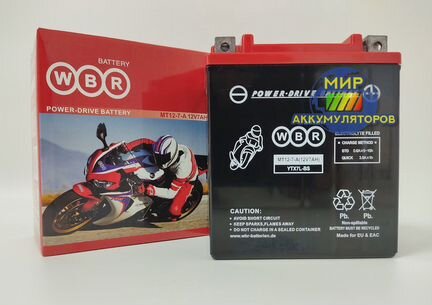 BATTERY
WBR
POWER-DRIVE BATTERY
MT12-7-A 12V7AH
POWER-DRIVE
МИР
АККУМУЛЯТОРОВ
WBR
ELECTROLYTE FILLED
MT12-7-A(12V7AH)
YTX7L-BS
CHARGE METHOD
STD
QUICK
CAUTION:
AVOID SHORT CIRCUIT
KEEP SPARKS,FLAMES AWAY
DO NOT CHARGE IN A SEALED CONTAINER
www.wbr-batterien.de
Pb.
Pb.
NON-SPILLABLE
BATTERY MUST BE RECYCLED
Made for EU & EAC